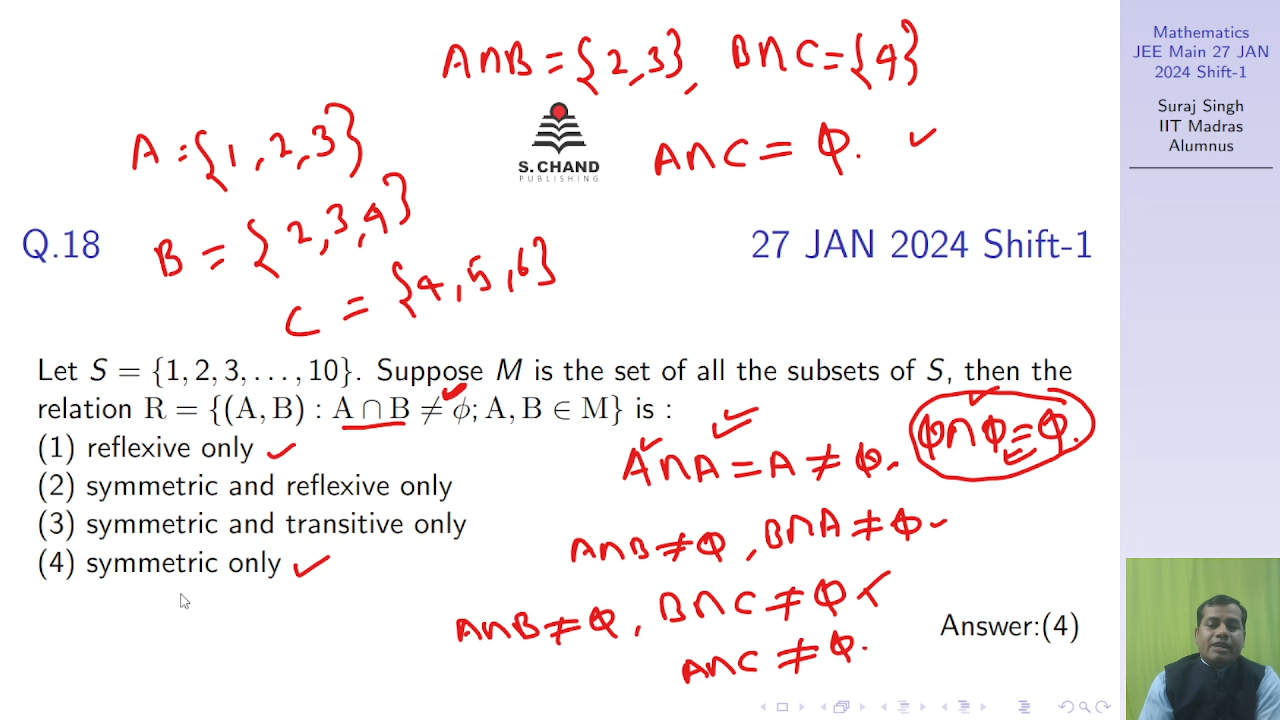 A∩B = {2,3}, B∩C={4}
A∩C = ϕ. ✓
A={1,2,3}
B = {2,3,4}
C = {4,5,6}
S. CHAND
PUBLISHING
Q.18
27 JAN 2024 Shift-1
Let S = {1, 2, 3, . . . , 10}. Suppose M is the set of all the subsets of S, then the
relation R = {(A, B) : A ∩ B ≠ ϕ; A, B ∈ M} is :
(1) reflexive only ✓
(2) symmetric and reflexive only
(3) symmetric and transitive only
(4) symmetric only ✓
A∩A = A ≠ ϕ.
ϕ∩ϕ = ϕ.
A∩B ≠ ϕ, B∩A ≠ ϕ
A∩B ≠ ϕ, B∩C ≠ ϕ
A∩C ≠ ϕ.
Answer:(4)
Mathematics
JEE Main 27 JAN
2024 Shift-1
Suraj Singh
IIT Madras
Alumnus